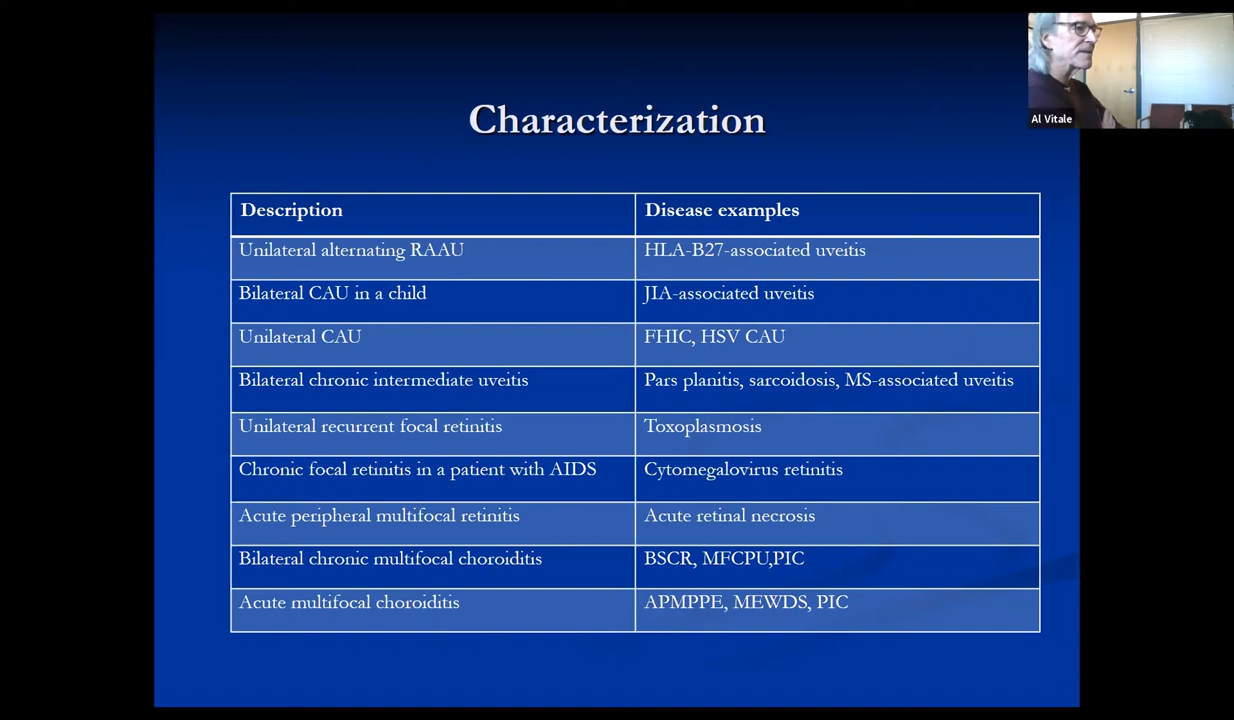 Characterization
Al Vitale
Description Disease examples
Unilateral alternating RAAU HLA-B27-associated uveitis
Bilateral CAU in a child JIA-associated uveitis
Unilateral CAU FHIC, HSV CAU
Bilateral chronic intermediate uveitis Pars planitis, sarcoidosis, MS-associated uveitis
Unilateral recurrent focal retinitis Toxoplasmosis
Chronic focal retinitis in a patient with AIDS Cytomegalovirus retinitis
Acute peripheral multifocal retinitis Acute retinal necrosis
Bilateral chronic multifocal choroiditis BSCR, MFCPU,PIC
Acute multifocal choroiditis APMPPE, MEWDS, PIC